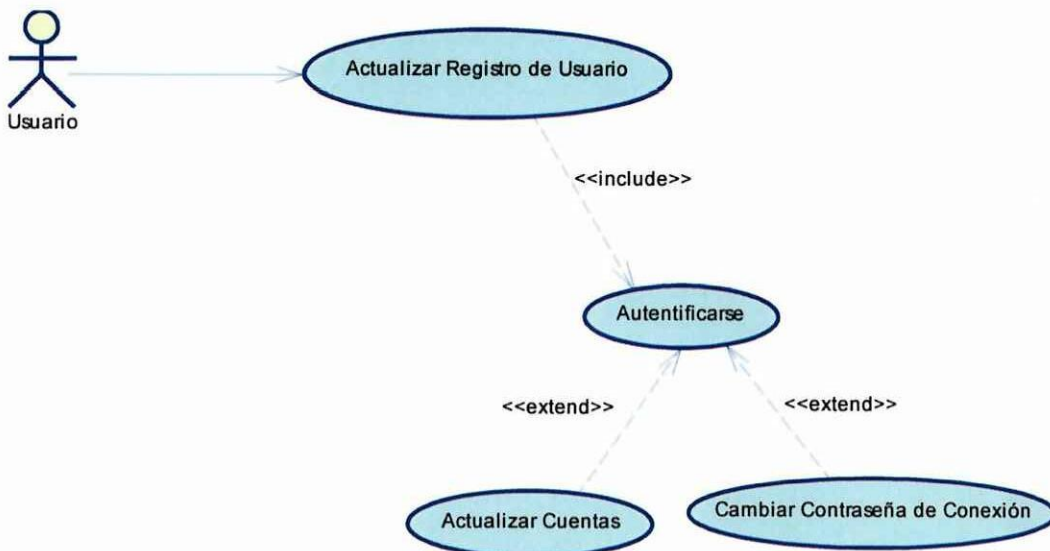 Actualizar Registro de Usuario
Usuario
<<include>>
Autentificarse
<<extend>>
<<extend>>
Actualizar Cuentas
Cambiar Contraseña de Conexión